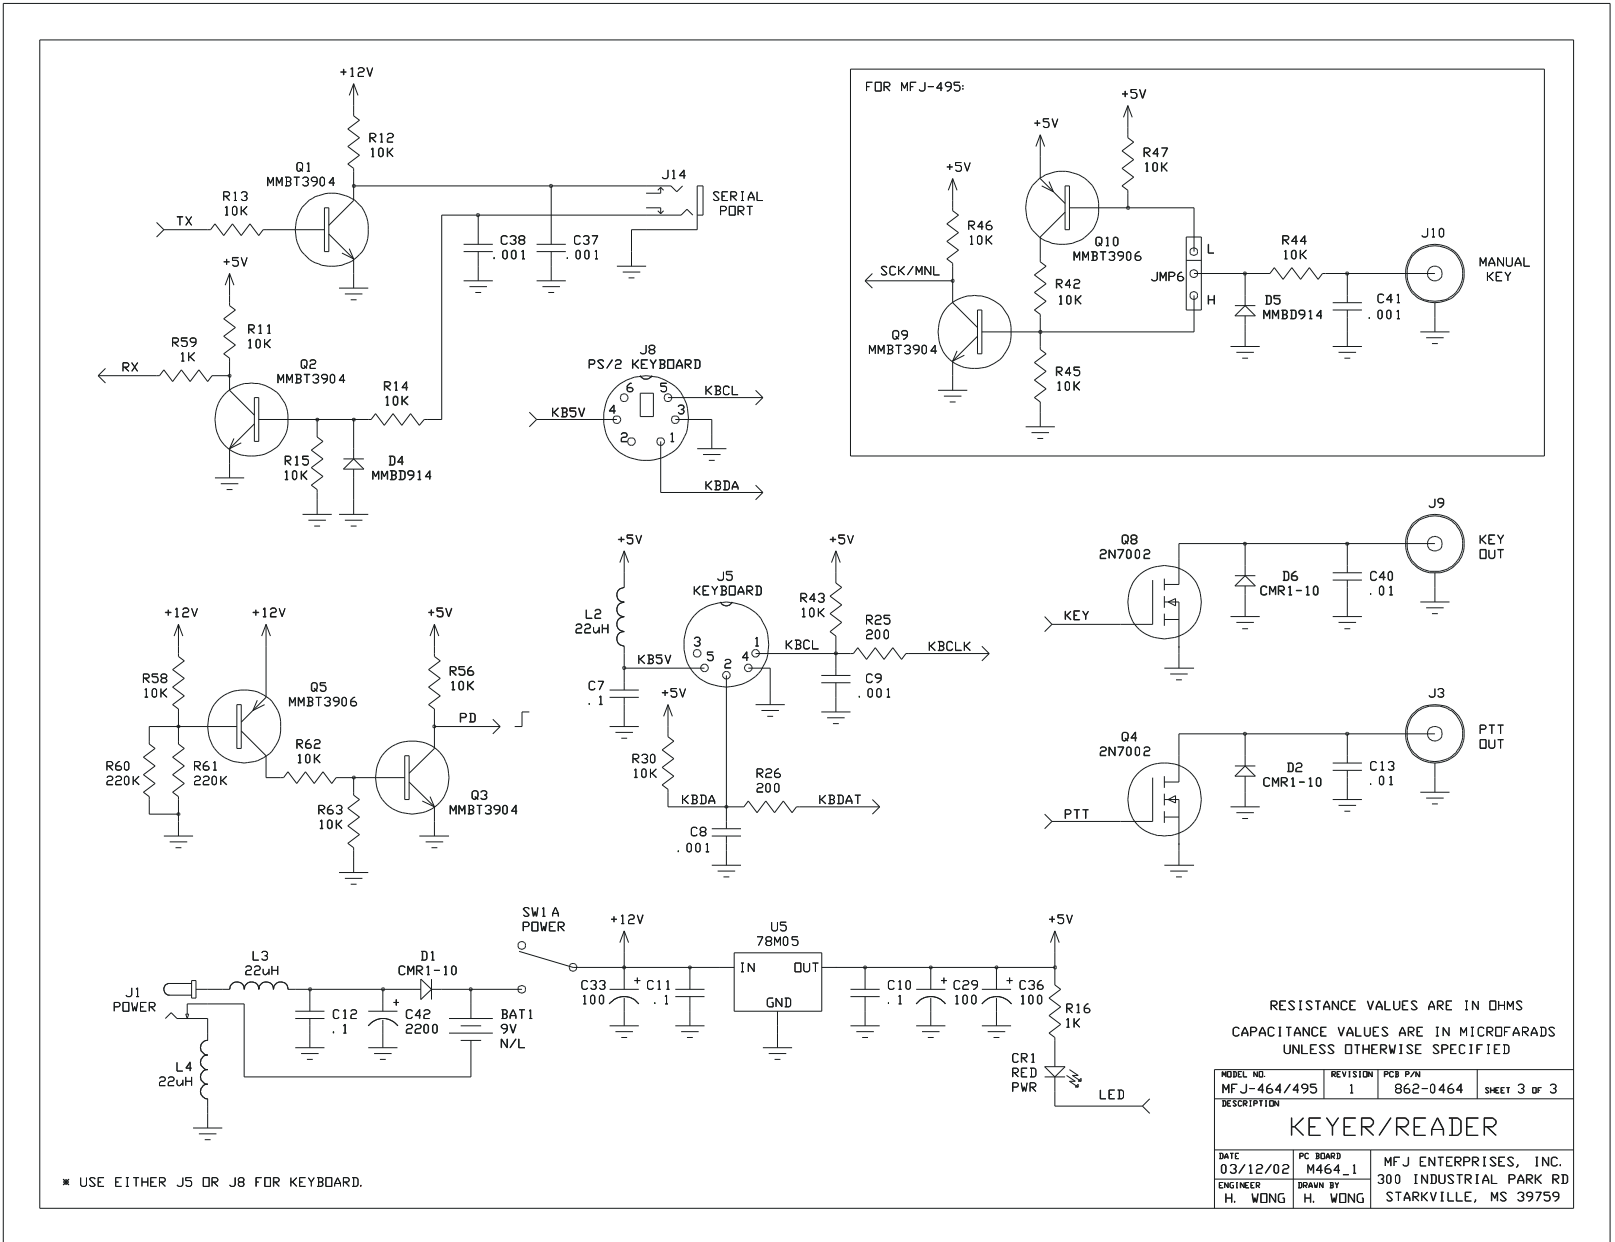 +12V
R12
10K
Q1
MMBT3904
R13
10K
TX
J14
SERIAL
PORT
C38
.001
C37
.001
+5V
R11
10K
R59
1K
RX
Q2
MMBT3904
R14
10K
R15
10K
D4
MMBD914
J8
PS/2 KEYBOARD
6
5
4
3
2
1
KB5V
KBCL
KBDA
FOR MFJ-495:
+5V
+5V
+5V
R47
10K
R46
10K
Q10
MMBT3906
SCK/MNL
R42
10K
Q9
MMBT3904
R45
10K
L
JMP6
H
R44
10K
D5
MMBD914
C41
.001
J10
MANUAL
KEY
+12V
+12V
+5V
R58
10K
Q5
MMBT3906
R56
10K
PD
R60
220K
R61
220K
R62
10K
R63
10K
Q3
MMBT3904
+5V
L2
22uH
J5
KEYBOARD
3
1
5
4
2
KB5V
C7
.1
+5V
R43
10K
R25
200
KBCL
KBCLK
C9
.001
+5V
R30
10K
R26
200
KBDA
KBDAT
C8
.001
Q8
2N7002
KEY
D6
CMR1-10
C40
.01
J9
KEY
OUT
Q4
2N7002
PTT
D2
CMR1-10
C13
.01
J3
PTT
OUT
SW1A
POWER
+12V
U5
78M05
IN
OUT
GND
+5V
L3
22uH
D1
CMR1-10
J1
POWER
C12
.1
+
C42
2200
BAT1
9V
N/L
L4
22uH
C33
100
+
C11
.1
C10
.1
+
C29
100
+
C36
100
R16
1K
CR1
RED
PWR
LED
RESISTANCE VALUES ARE IN OHMS
CAPACITANCE VALUES ARE IN MICROFARADS
UNLESS OTHERWISE SPECIFIED
MODEL NO. REVISION PCB P/N
MFJ-464/495 1 862-0464 SHEET 3 OF 3
DESCRIPTION
KEYER/READER
DATE PC BOARD
03/12/02 M464_1
ENGINEER DRAWN BY
H. WONG H. WONG
MFJ ENTERPRISES, INC.
300 INDUSTRIAL PARK RD
STARKVILLE, MS 39759
* USE EITHER J5 OR J8 FOR KEYBOARD.